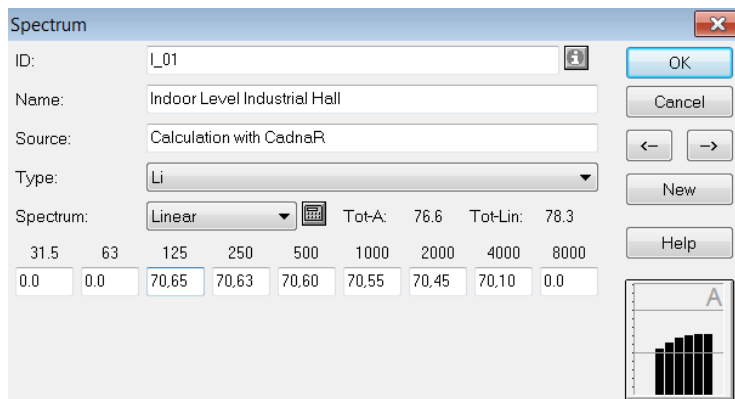 Spectrum
ID: I_01
OK
Name: Indoor Level Industrial Hall
Cancel
Source: Calculation with CadnaR
<- ->
Type: Li
New
Spectrum: Linear Tot-A: 76.6 Tot-Lin: 78.3
Help
31.5 63 125 250 500 1000 2000 4000 8000
0.0 0.0 70,65 70,63 70,60 70,55 70,45 70,10 0.0
A